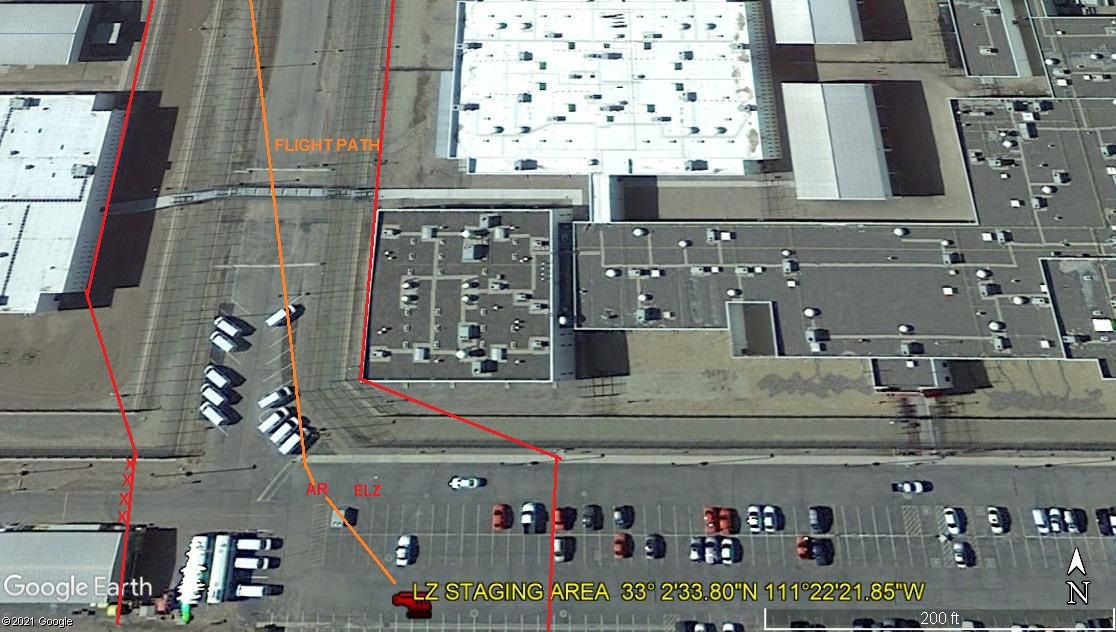 FLIGHT PATH
AR
ELZ
X
X
X
X
LZ STAGING AREA 33° 2'33.80"N 111°22'21.85"W
Google Earth
©2021 Google
200 ft
N